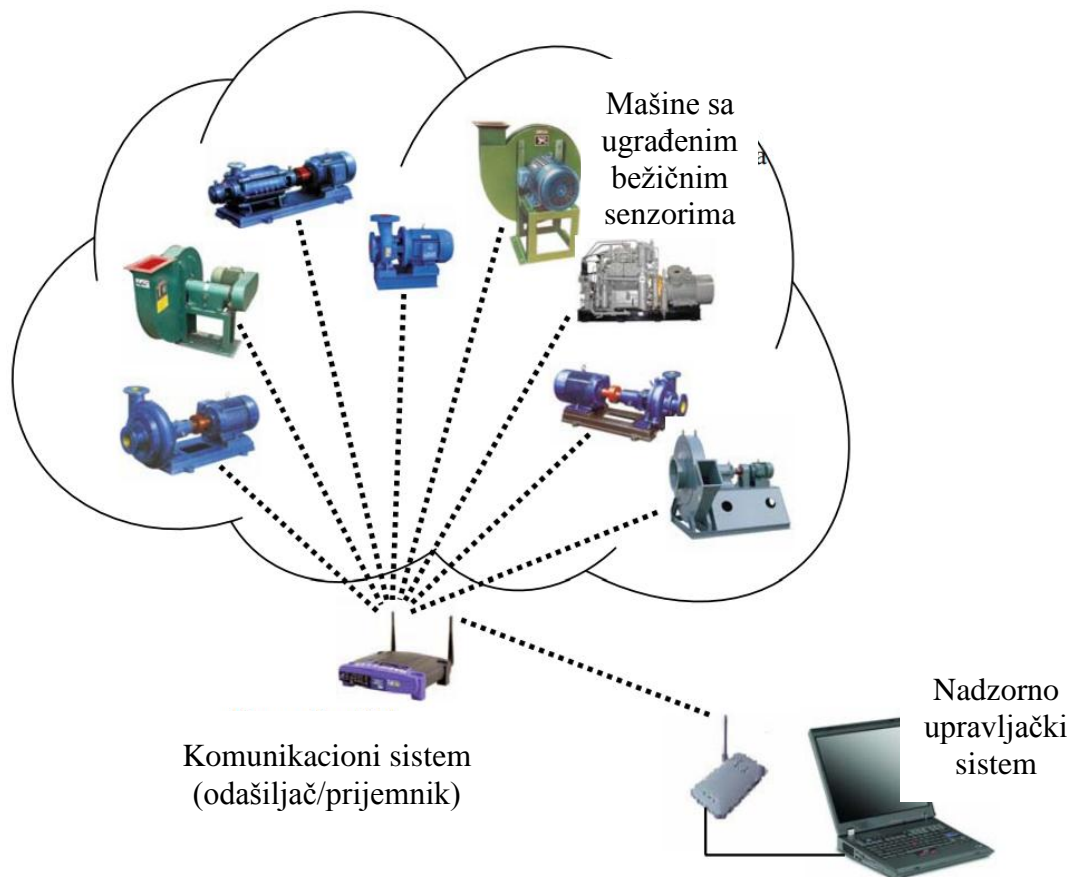 Mašine sa
ugrađenim
bežičnim
senzorima
Komunikacioni sistem
(odašiljač/prijemnik)
Nadzorno
upravljački
sistem